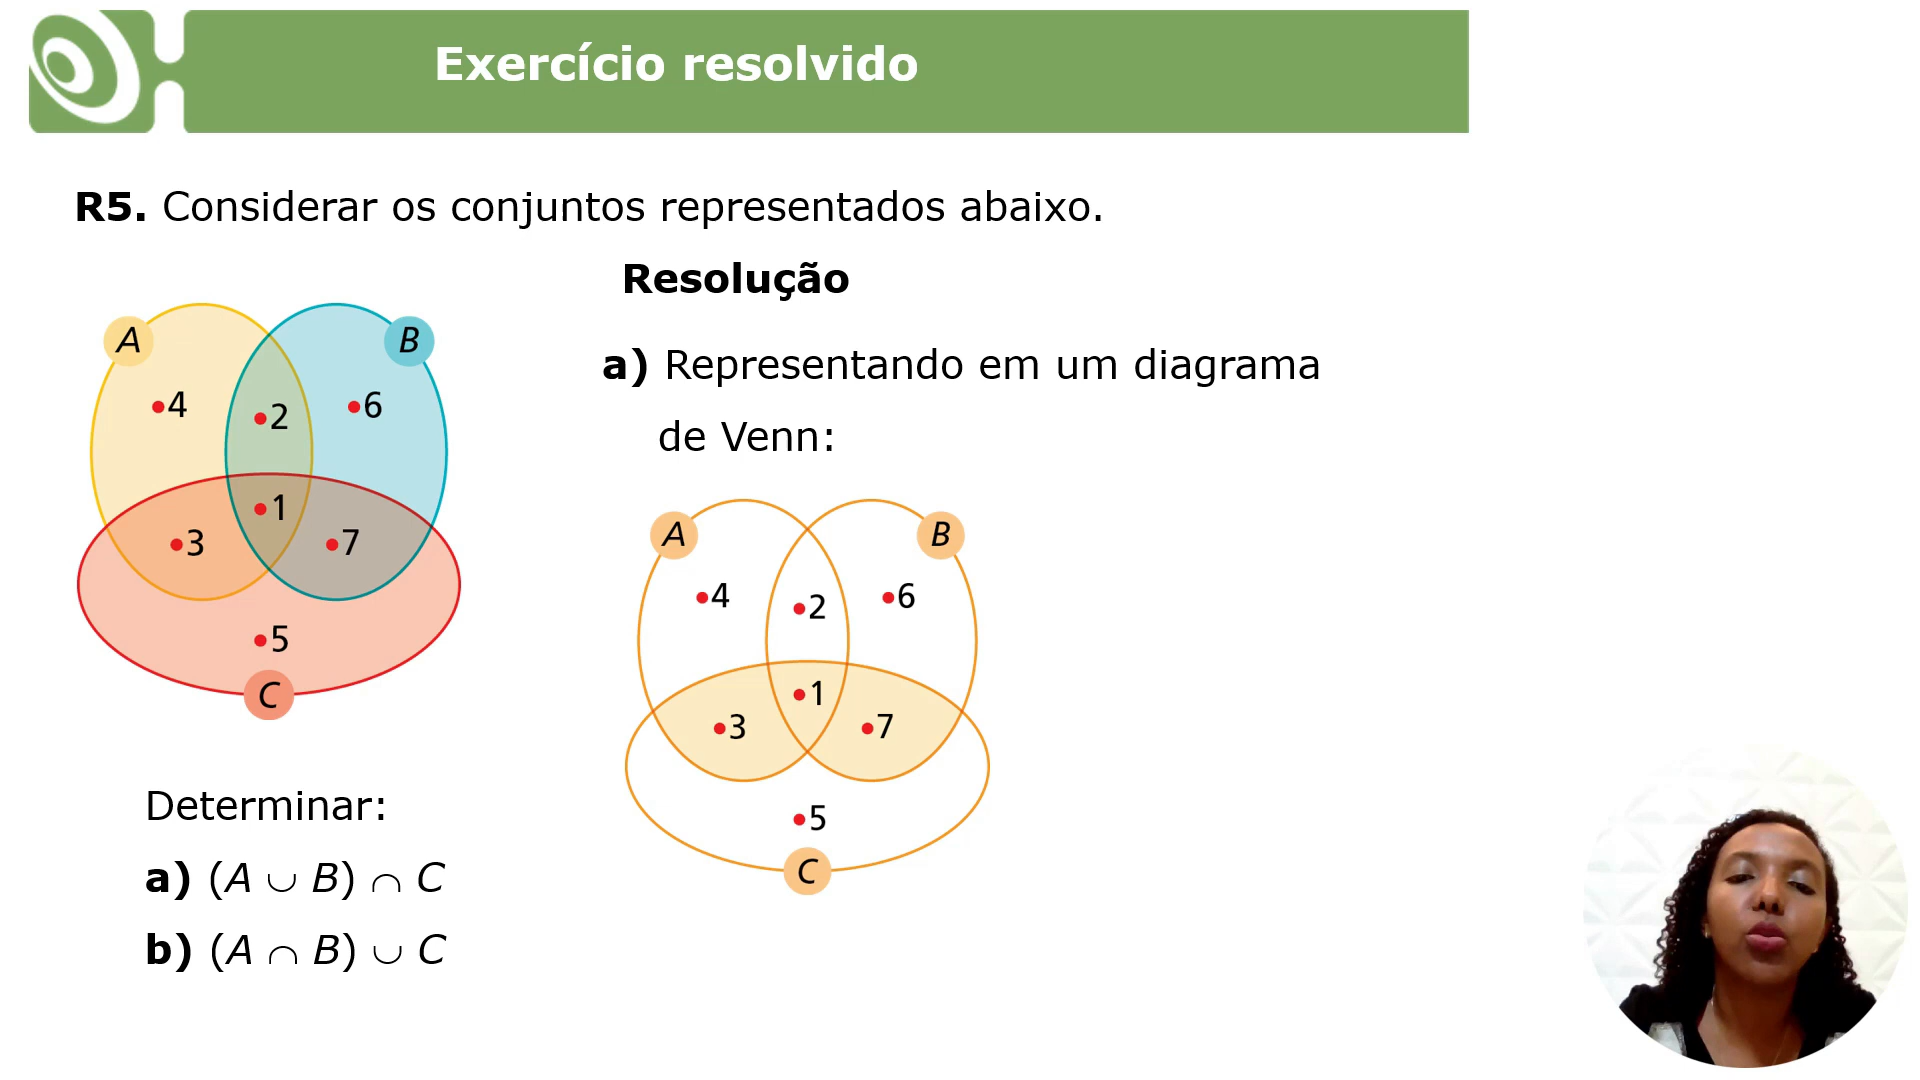 Exercício resolvido
R5. Considerar os conjuntos representados abaixo.
A
B
4
2
6
1
3
7
5
C
Determinar:
a) (A ∪ B) ∩ C
b) (A ∩ B) ∪ C
Resolução
a) Representando em um diagrama
de Venn:
A
B
4
2
6
1
3
7
5
C